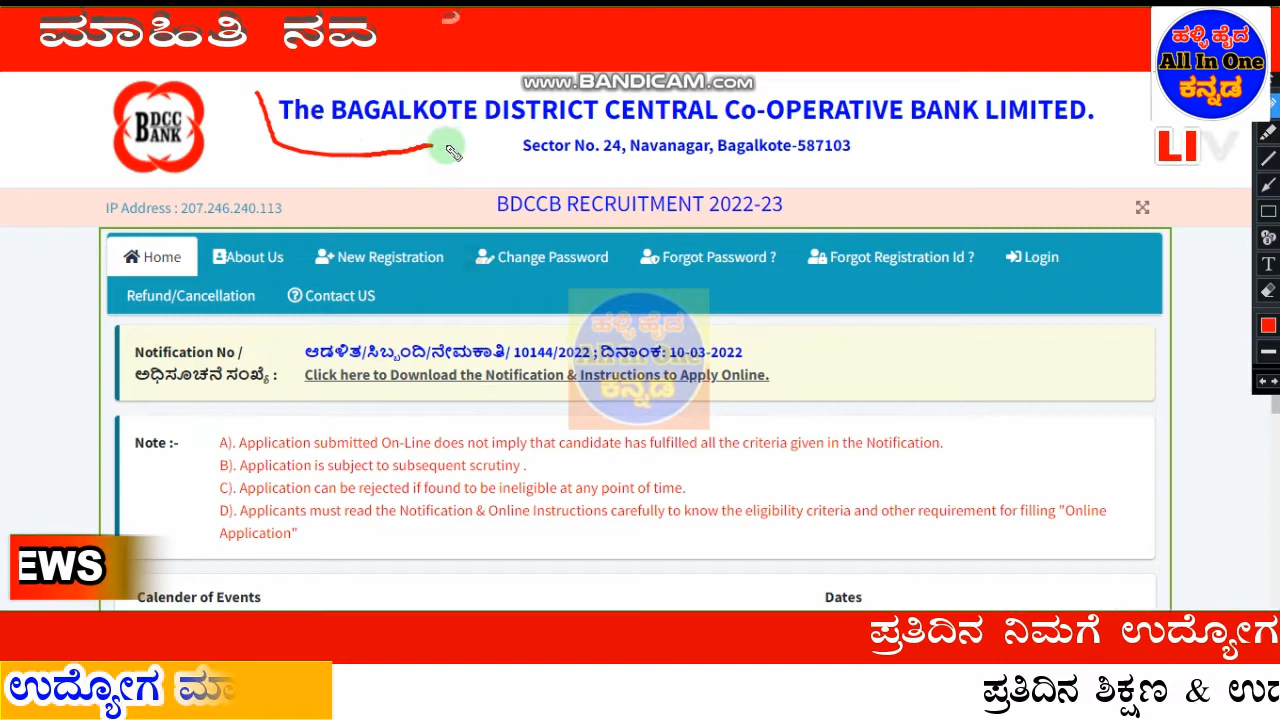 ಮಾಹಿತಿ ನವ
ಹಳ್ಳಿ ಹೈದ
All In One
ಕನ್ನಡ
www.BANDICAM.com
BDCC
BANK
The BAGALKOTE DISTRICT CENTRAL Co-OPERATIVE BANK LIMITED.
Sector No. 24, Navanagar, Bagalkote-587103
LIV
IP Address : 207.246.240.113
BDCCB RECRUITMENT 2022-23
Home About Us New Registration Change Password Forgot Password ? Forgot Registration Id ? Login
Refund/Cancellation Contact US
ಹಳ್ಳಿ ಹೈದ
All In One
ಕನ್ನಡ
Notification No / ಆಡಳಿತ/ಸಿಬ್ಬಂದಿ/ನೇಮಕಾತಿ/ 10144/2022 ; ದಿನಾಂಕ: 10-03-2022
ಅಧಿಸೂಚನೆ ಸಂಖ್ಯೆ : Click here to Download the Notification & Instructions to Apply Online.
Note :- A). Application submitted On-Line does not imply that candidate has fulfilled all the criteria given in the Notification.
B). Application is subject to subsequent scrutiny .
C). Application can be rejected if found to be ineligible at any point of time.
D). Applicants must read the Notification & Online Instructions carefully to know the eligibility criteria and other requirement for filling "Online
Application"
EWS
Calender of Events Dates
ಪ್ರತಿದಿನ ನಿಮಗೆ ಉದ್ಯೋಗ
ಉದ್ಯೋಗ ಮಾ
ಪ್ರತಿದಿನ ಶಿಕ್ಷಣ & ಉದ